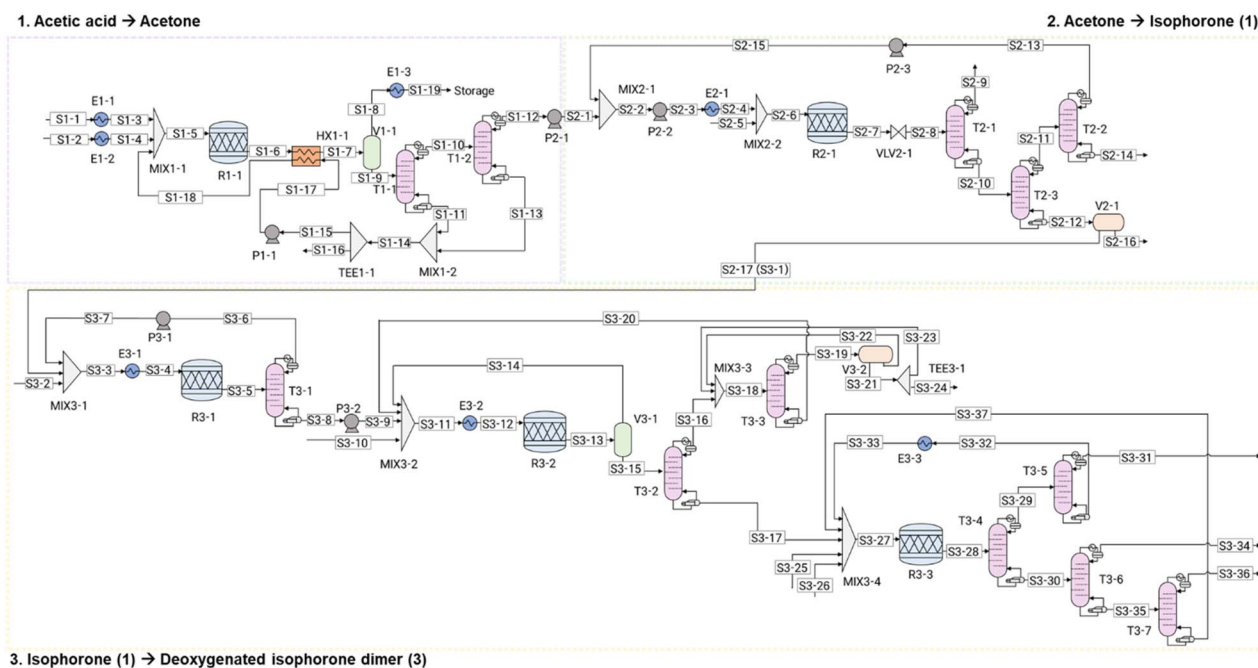 1. Acetic acid → Acetone
2. Acetone → Isophorone (1)
E1-3
S1-8
S1-19
Storage
E1-1
S1-1
S1-3
S1-2
S1-4
E1-2
MIX1-1
S1-5
R1-1
S1-6
HX1-1
S1-7
V1-1
S1-9
S1-10
T1-1
T1-2
S1-12
P2-1
S1-17
S1-18
S1-11
S1-13
S1-15
S1-16
S1-14
P1-1
TEE1-1
MIX1-2
S2-15
P2-3
S2-13
S2-1
MIX2-1
S2-2
P2-2
S2-3
E2-1
S2-4
S2-5
MIX2-2
S2-6
R2-1
S2-7
VLV2-1
S2-8
S2-9
T2-1
S2-10
T2-2
S2-11
S2-14
T2-3
S2-12
V2-1
S2-16
S2-17 (S3-1)
S3-7
S3-6
P3-1
S3-2
MIX3-1
S3-3
E3-1
S3-4
R3-1
S3-5
T3-1
S3-8
P3-2
S3-9
S3-10
S3-20
S3-14
MIX3-2
S3-11
E3-2
S3-12
R3-2
S3-13
V3-1
S3-15
T3-2
S3-16
S3-17
MIX3-3
S3-18
T3-3
S3-19
S3-22
S3-23
V3-2
S3-21
TEE3-1
S3-24
S3-37
S3-33
E3-3
S3-32
S3-25
S3-26
MIX3-4
S3-27
R3-3
S3-28
T3-4
S3-29
T3-5
S3-31
S3-30
T3-6
S3-34
S3-35
S3-36
T3-7
3. Isophorone (1) → Deoxygenated isophorone dimer (3)